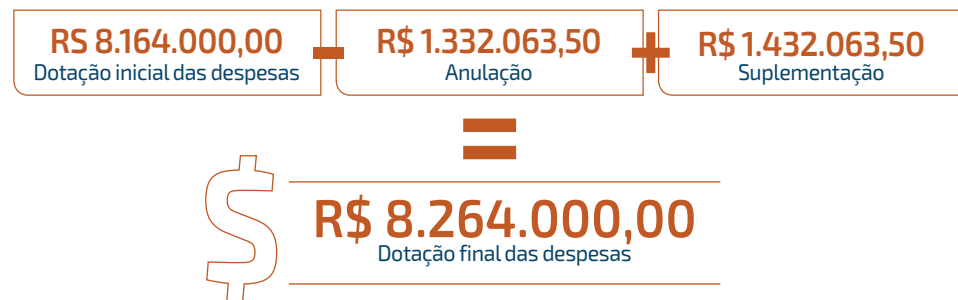 RS 8.164.000,00
Dotação inicial das despesas
-
R$ 1.332.063,50
Anulação
+
R$ 1.432.063,50
Suplementação
=
$
R$ 8.264.000,00
Dotação final das despesas